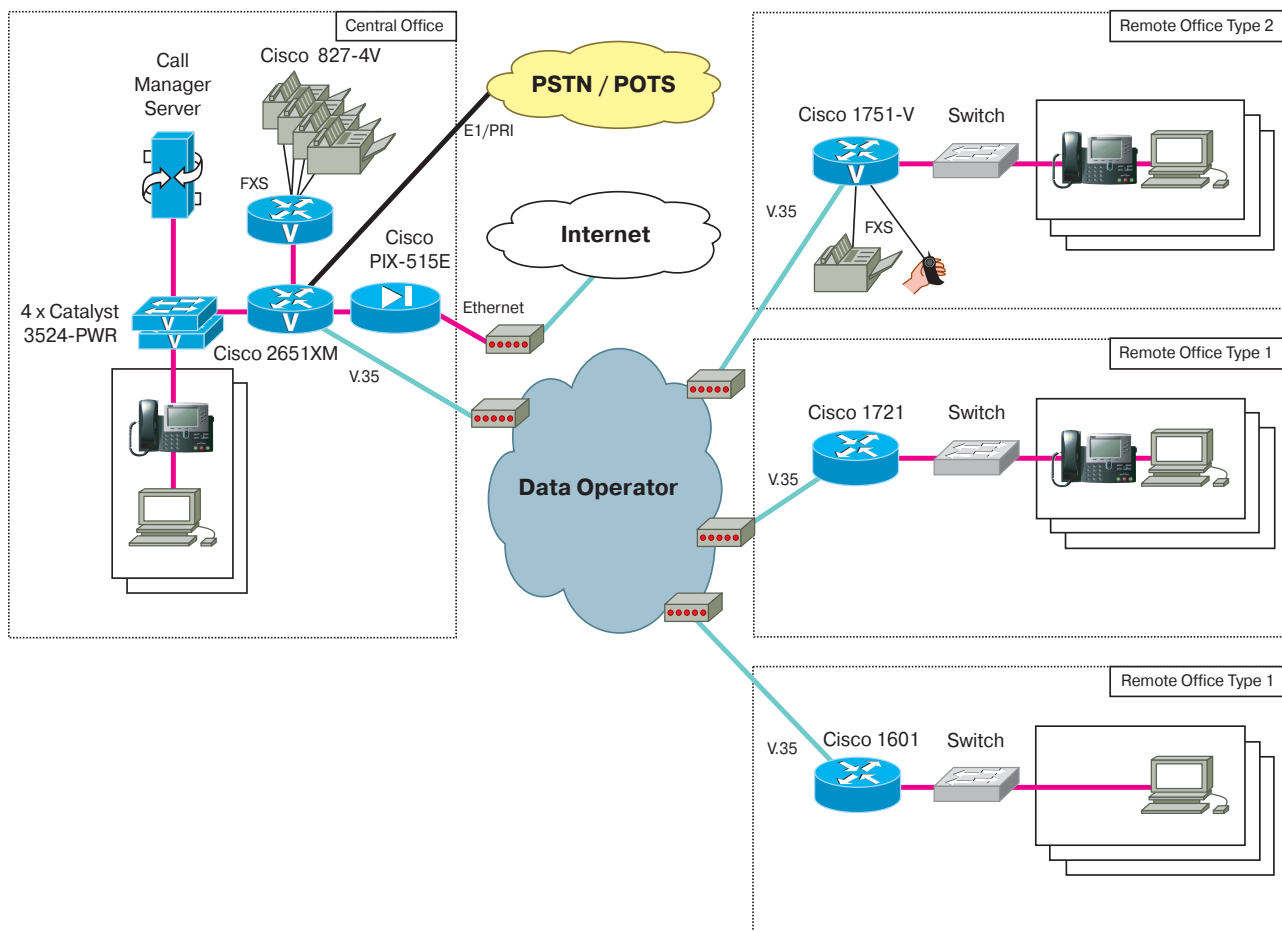 Central Office
Cisco 827-4V
Call
Manager
Server
FXS
V
Cisco
PIX-515E
4 x Catalyst
3524-PWR
V
V
V
Cisco 2651XM
V.35
E1/PRI
PSTN / POTS
Internet
Ethernet
Data Operator
Remote Office Type 2
Cisco 1751-V
Switch
V
V.35
FXS
Remote Office Type 1
Cisco 1721
Switch
V.35
Remote Office Type 1
Cisco 1601
Switch
V.35